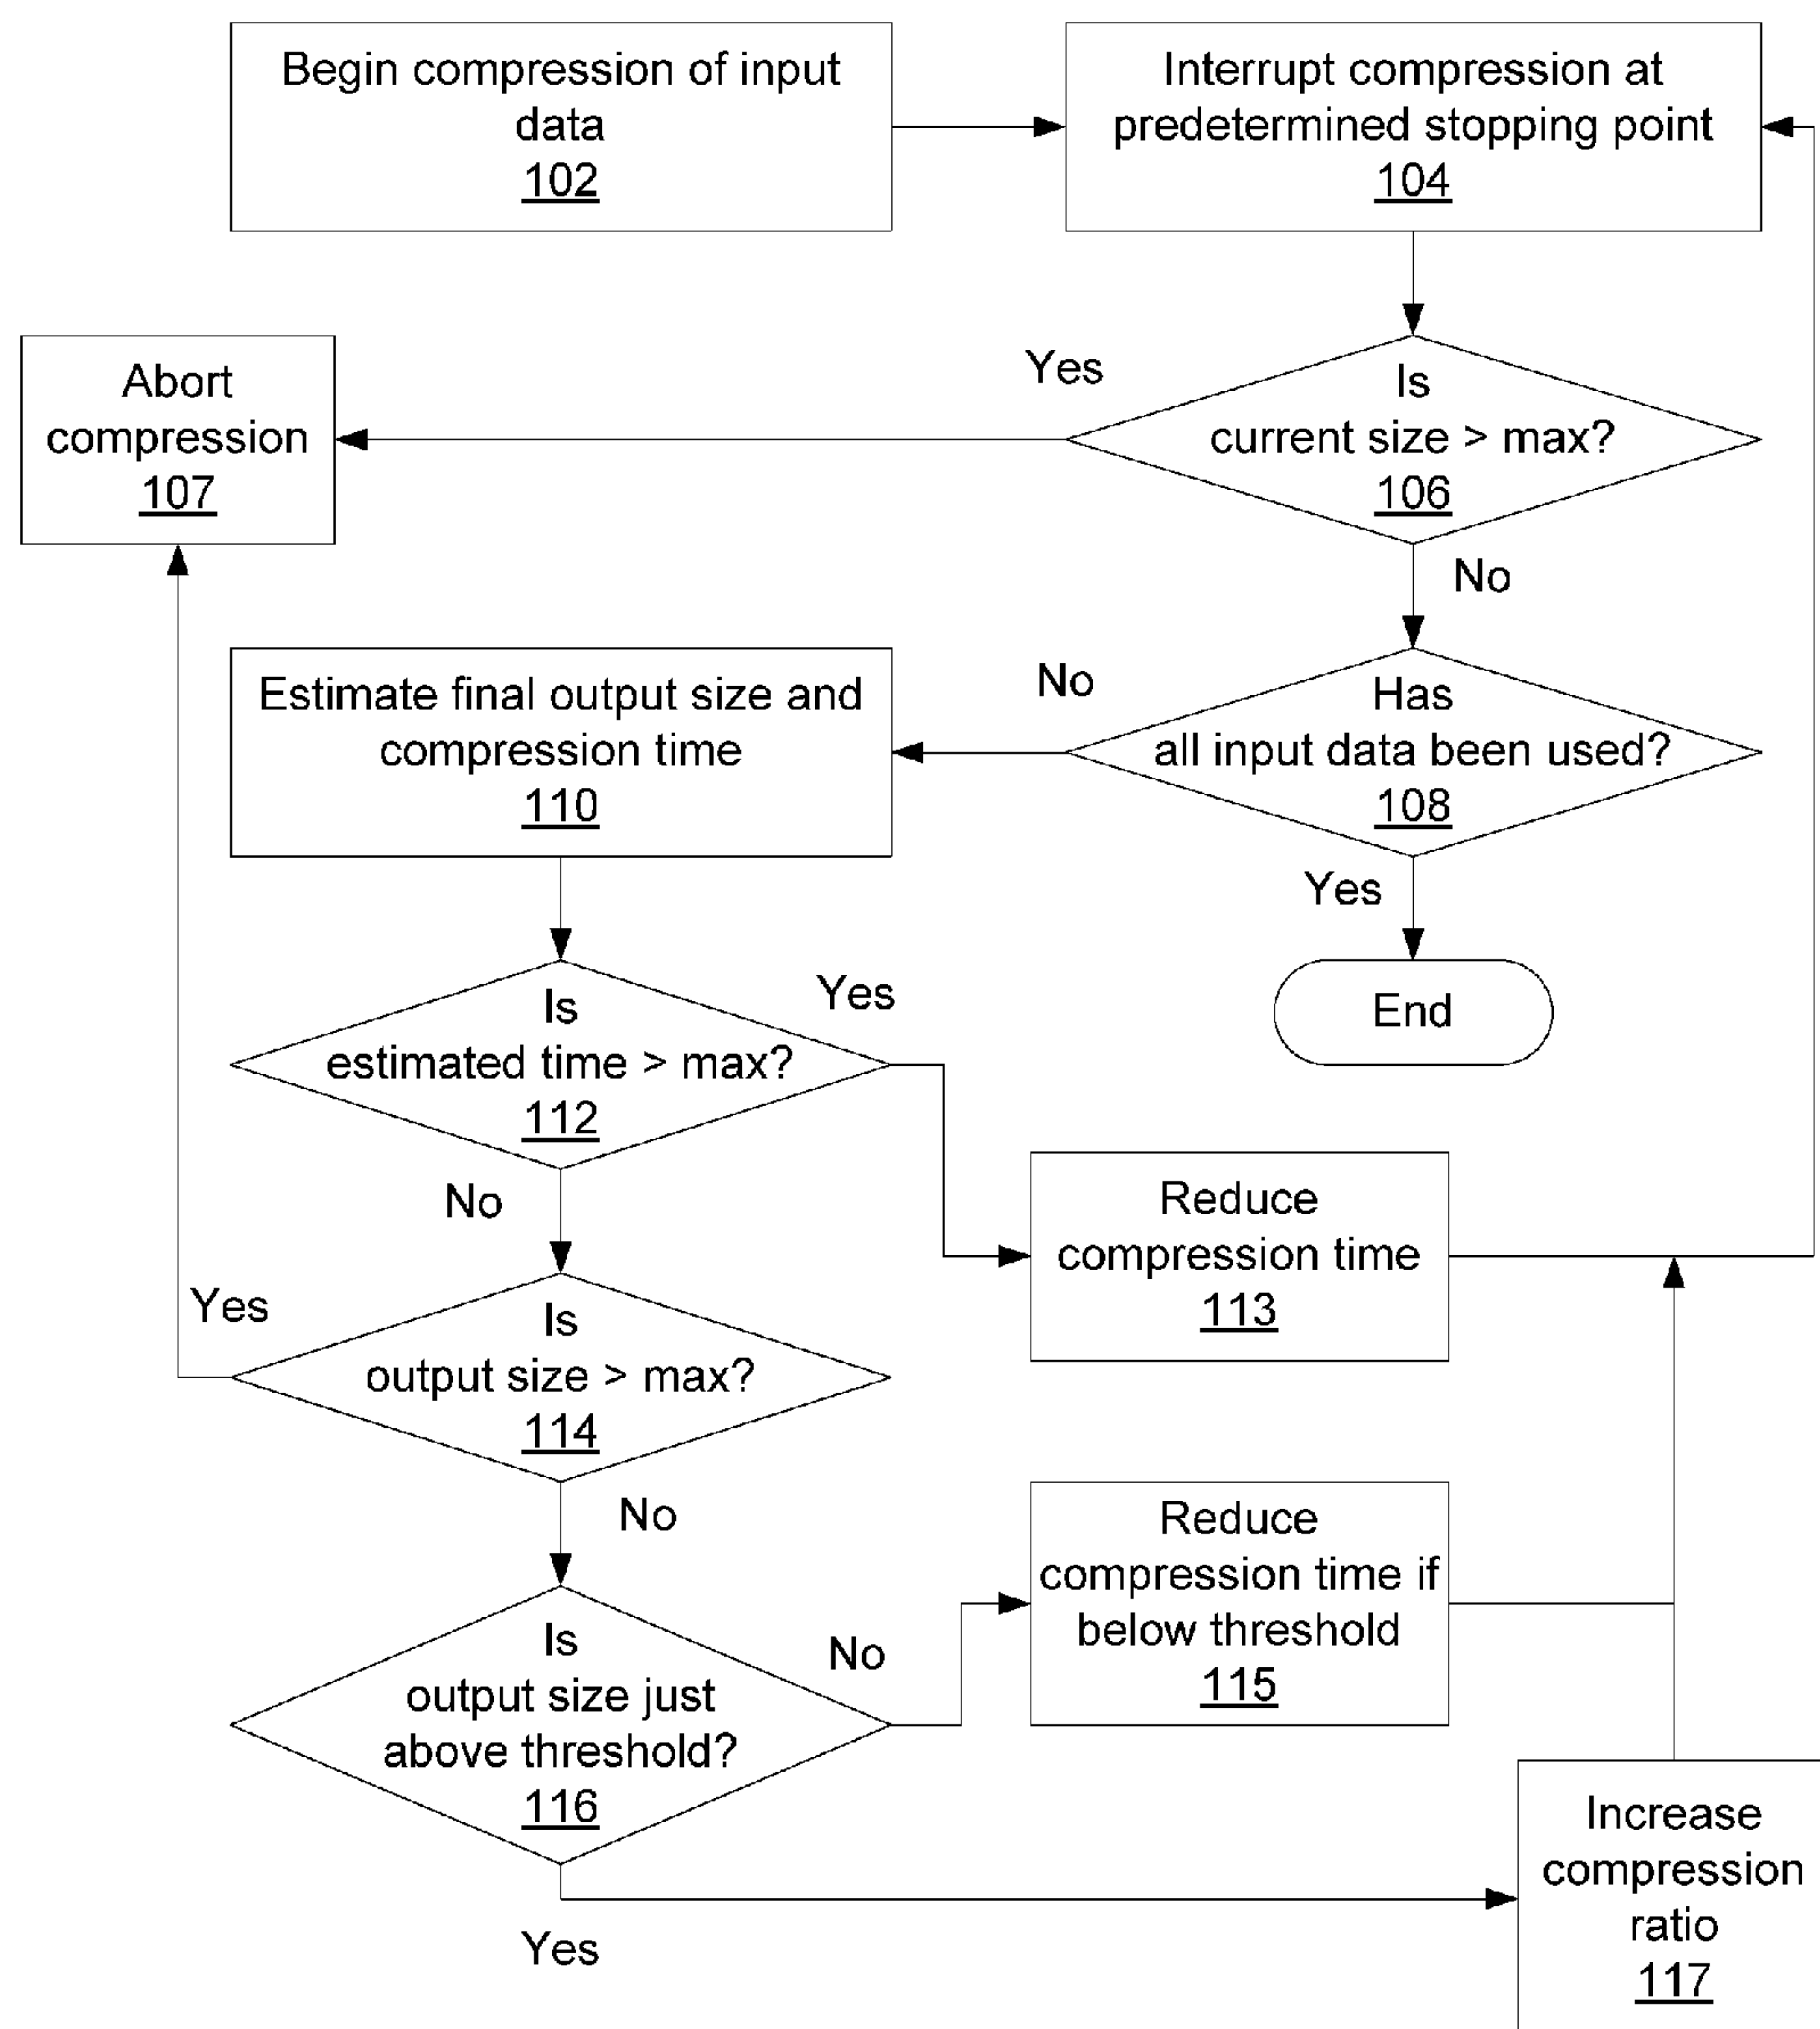 Begin compression of input
data
102
Interrupt compression at
predetermined stopping point
104
Yes
Is
current size > max?
106
Abort
compression
107
No
Has
all input data been used?
108
No
Estimate final output size and
compression time
110
Yes
End
Is
estimated time > max?
112
Yes
No
Reduce
compression time
113
Yes
Is
output size > max?
114
No
Reduce
compression time if
below threshold
115
Is
output size just
above threshold?
116
No
Yes
Increase
compression
ratio
117